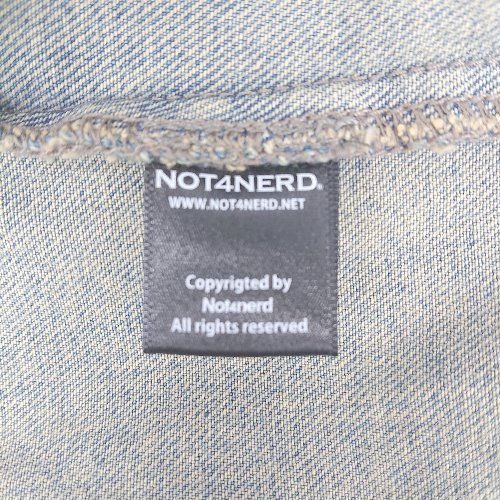 NOT4NERD.
WWW.NOT4NERD.NET
Copyrigted by
Not4nerd
All rights reserved